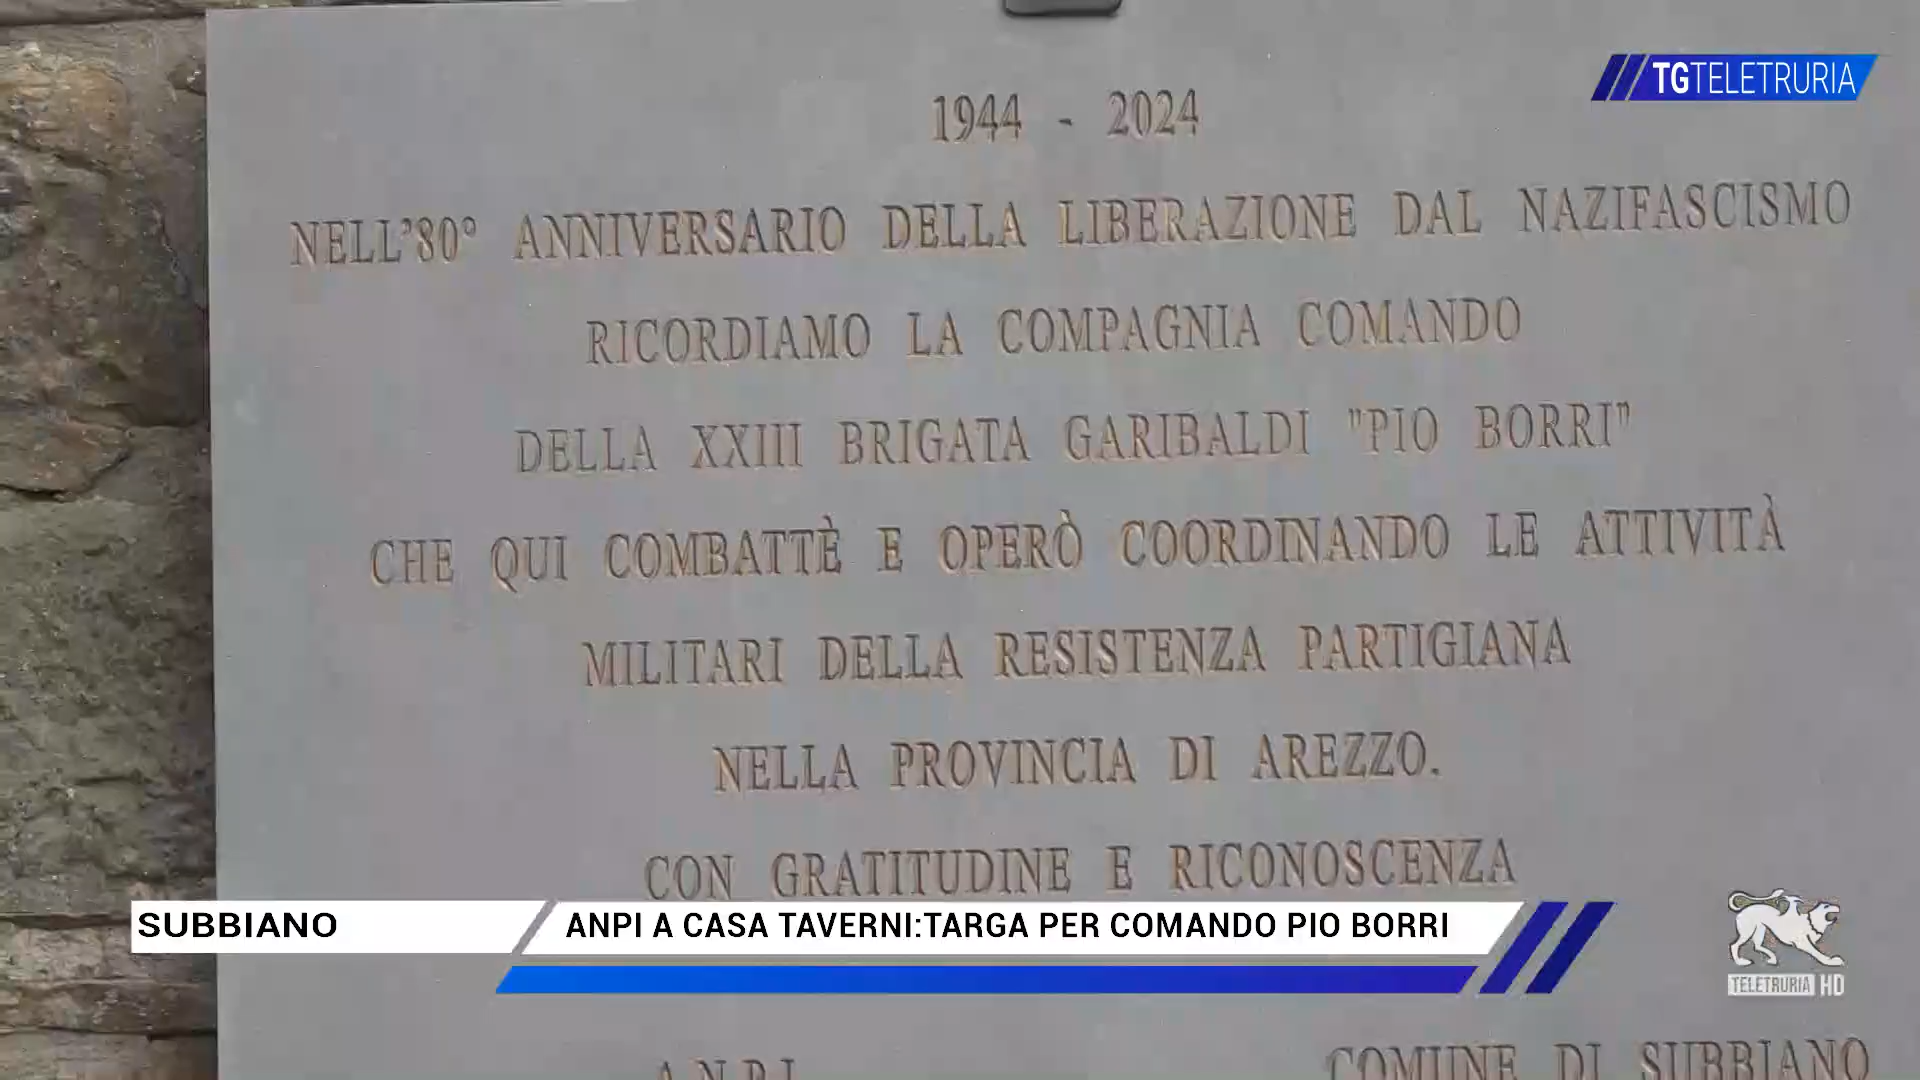 TGTELETRURIA
1944 - 2024
NELL'80° ANNIVERSARIO DELLA LIBERAZIONE DAL NAZIFASCISMO
RICORDIAMO LA COMPAGNIA COMANDO
DELLA XXIII BRIGATA GARIBALDI "PIO BORRI"
CHE QUI COMBATTÈ E OPERÒ COORDINANDO LE ATTIVITÀ
MILITARI DELLA RESISTENZA PARTIGIANA
NELLA PROVINCIA DI AREZZO.
CON GRATITUDINE E RICONOSCENZA
SUBBIANO
ANPI A CASA TAVERNI:TARGA PER COMANDO PIO BORRI
TELETRURIA HD
A.N.P.I. COMUNE DI SUBBIANO